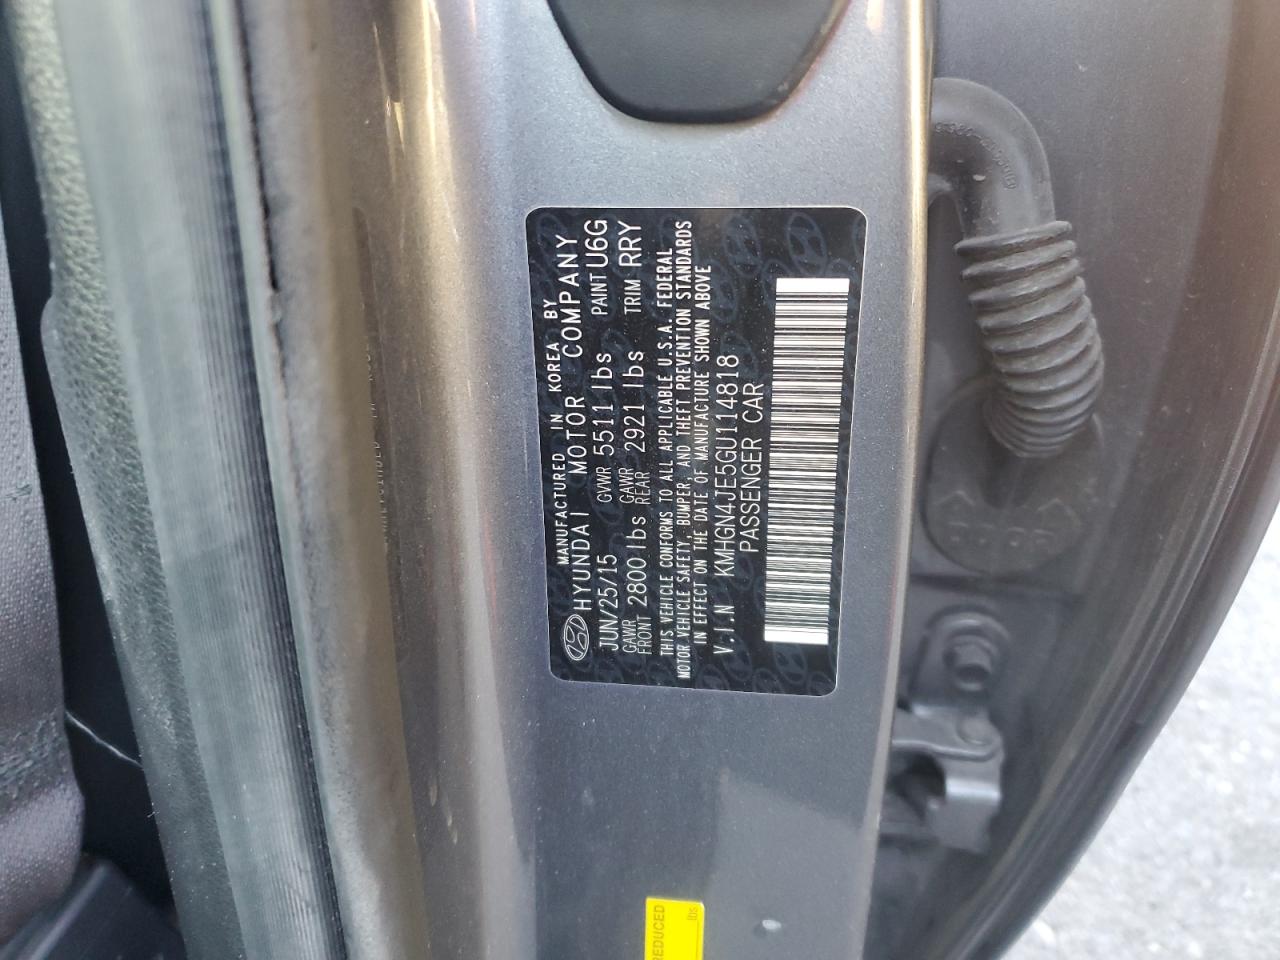 MANUFACTURED IN KOREA BY
HYUNDAI MOTOR COMPANY
JUN/25/15 GVWR 5511 lbs PAINT U6G
GAWR FRONT 2800 lbs GAWR REAR 2921 lbs TRIM RRY
THIS VEHICLE CONFORMS TO ALL APPLICABLE U.S.A. FEDERAL
MOTOR VEHICLE SAFETY, BUMPER, AND THEFT PREVENTION STANDARDS
IN EFFECT ON THE DATE OF MANUFACTURE SHOWN ABOVE
V.I.N KMHGN4JE5GU114818
PASSENGER CAR
REDUCED
lbs